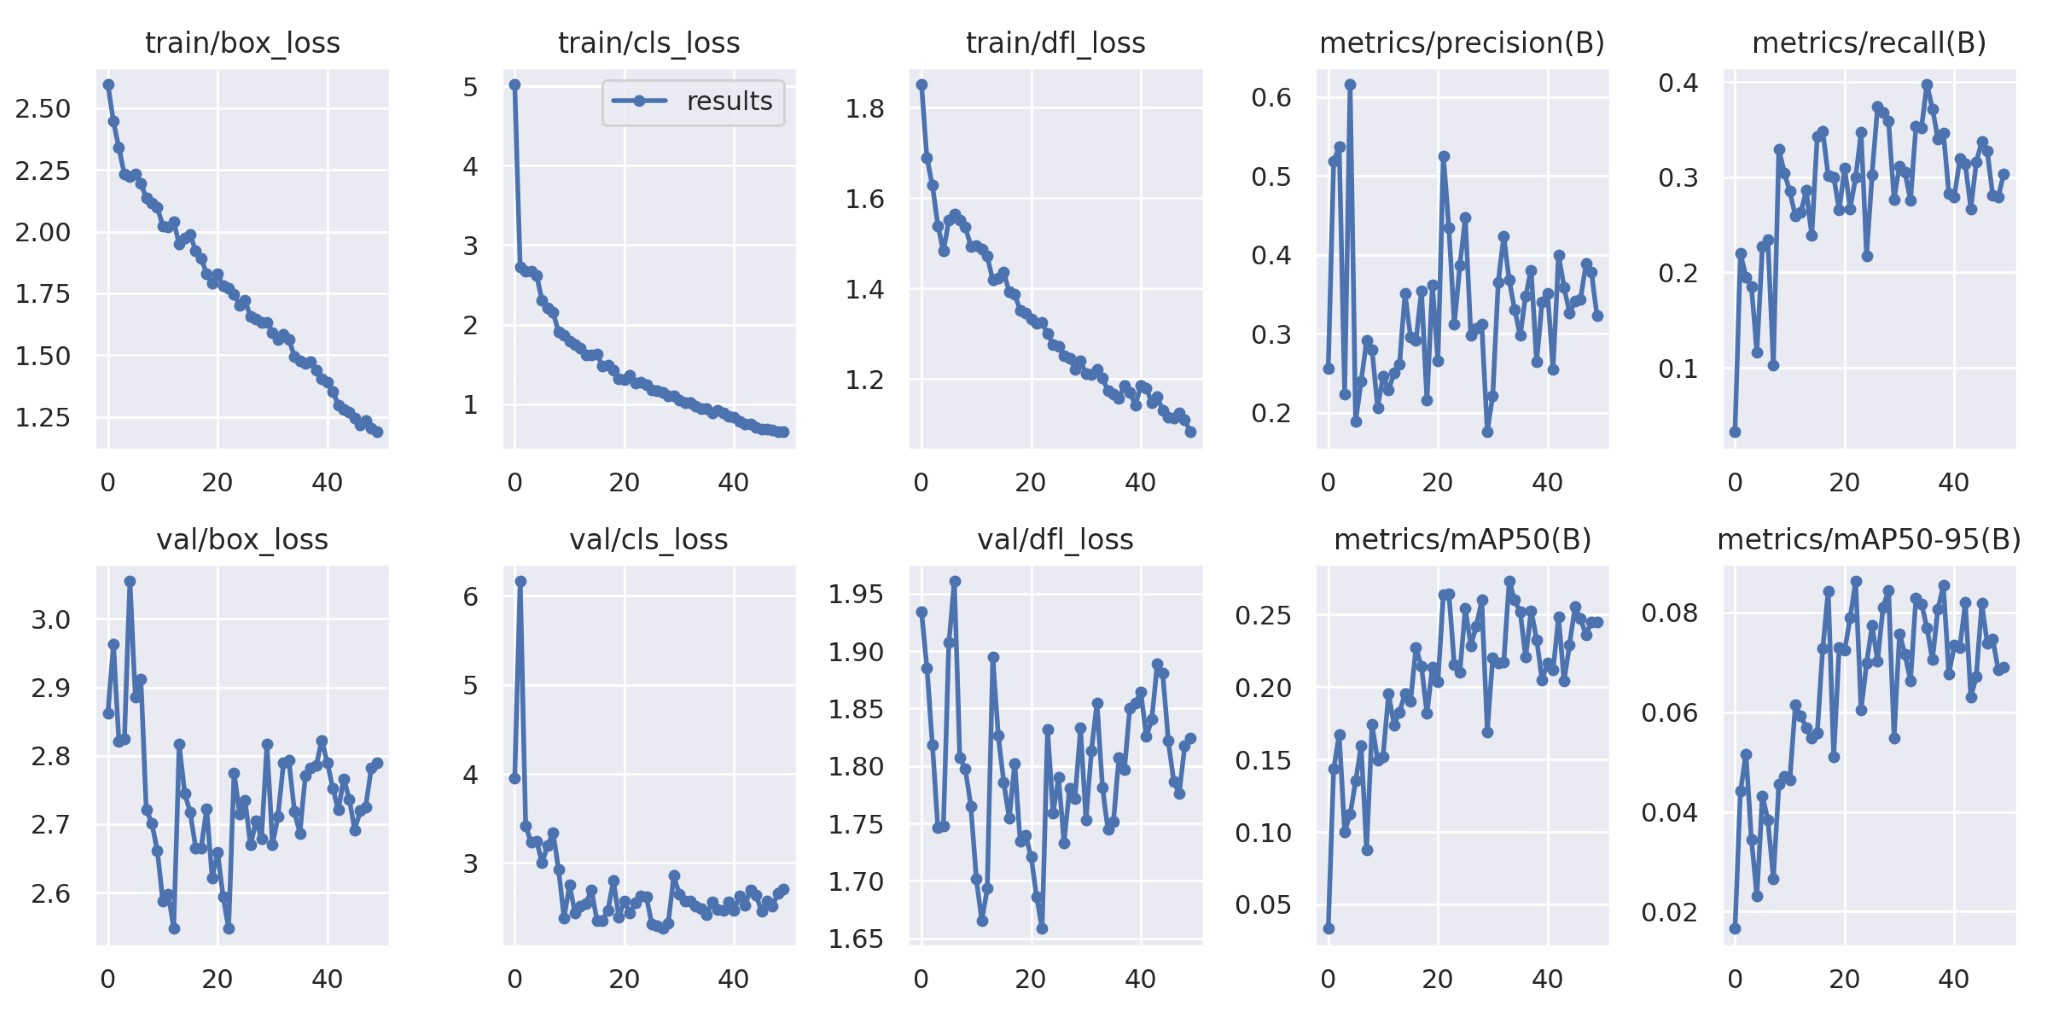 train/box_loss
train/cls_loss
train/dfl_loss
metrics/precision(B)
metrics/recall(B)
2.50
2.25
2.00
1.75
1.50
1.25
0 20 40
5
4
3
2
1
results
0 20 40
1.8
1.6
1.4
1.2
0 20 40
0.6
0.5
0.4
0.3
0.2
0 20 40
0.4
0.3
0.2
0.1
0 20 40
val/box_loss
val/cls_loss
val/dfl_loss
metrics/mAP50(B)
metrics/mAP50-95(B)
3.0
2.9
2.8
2.7
2.6
0 20 40
6
5
4
3
0 20 40
1.95
1.90
1.85
1.80
1.75
1.70
1.65
0 20 40
0.25
0.20
0.15
0.10
0.05
0 20 40
0.08
0.06
0.04
0.02
0 20 40